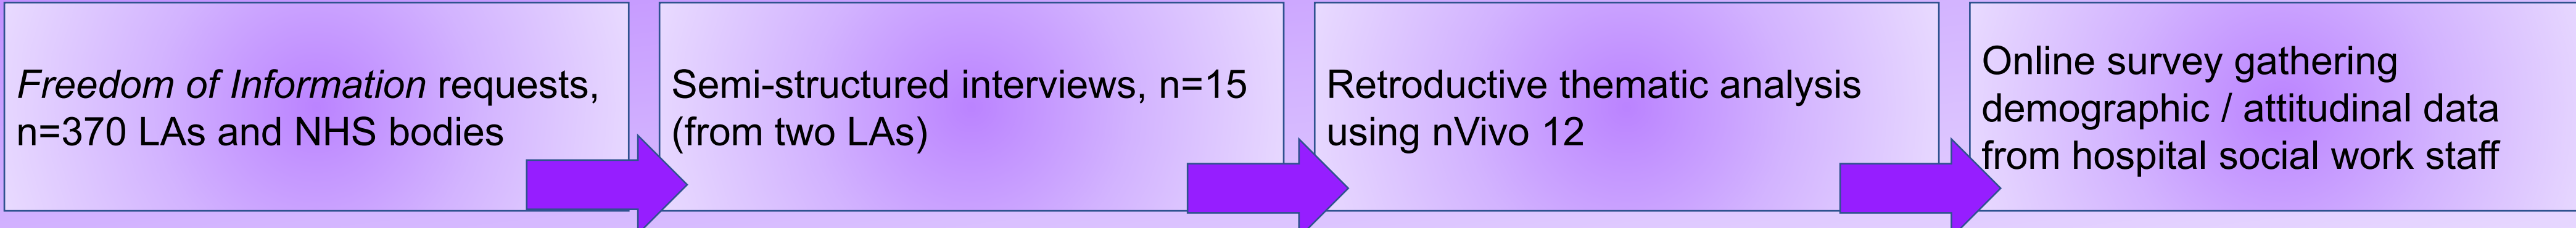 Freedom of Information requests,
n=370 LAs and NHS bodies
Semi-structured interviews, n=15
(from two LAs)
Retroductive thematic analysis
using nVivo 12
Online survey gathering
demographic / attitudinal data
from hospital social work staff